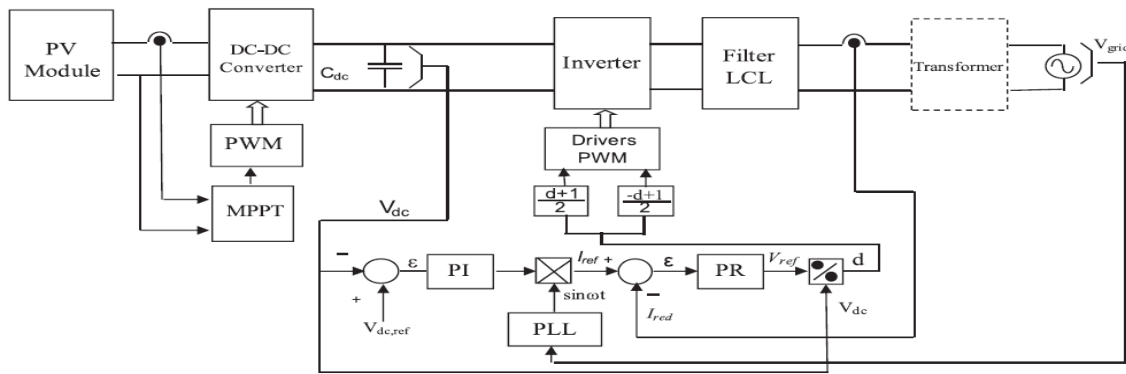 PV
Module
DC-DC
Converter
C_dc
Inverter
Filter
LCL
Transformer
V_grid
PWM
Drivers
PWM
MPPT
d+1
2
-d+1
2
V_dc
− ε PI I_ref + ε PR V_ref d
+
−
sinωt
V_dc,ref
PLL
I_red
V_dc